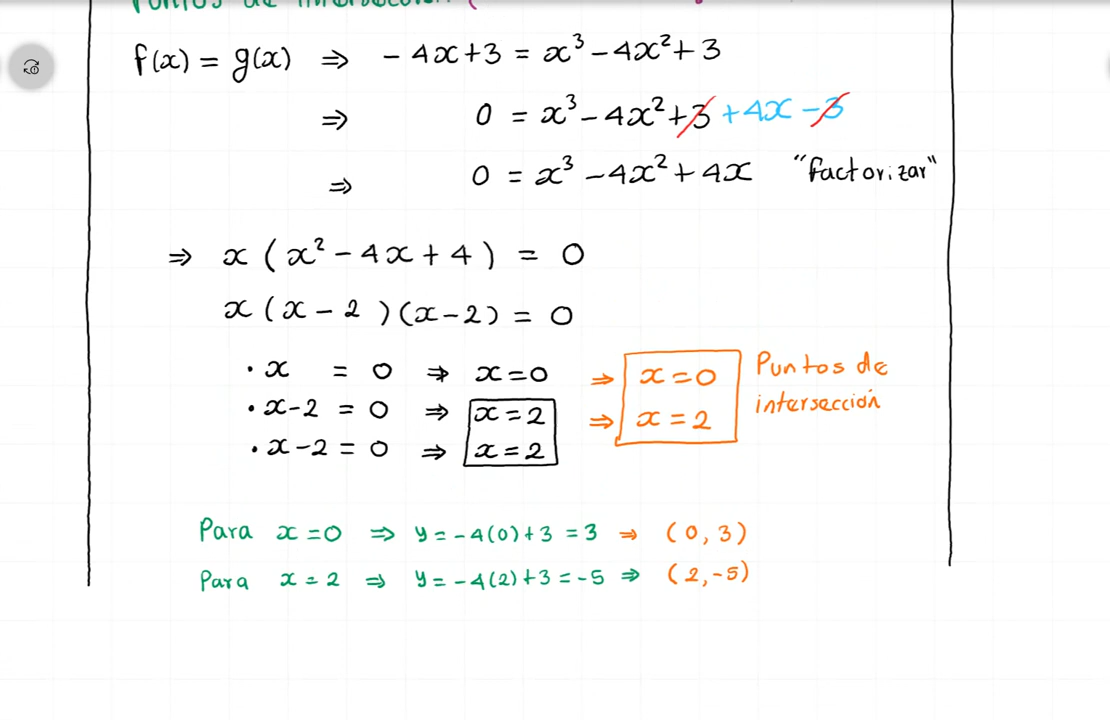 f(x) = g(x) ⇒ - 4x + 3 = x³ - 4x² + 3
⇒ 0 = x³ - 4x² + 3 + 4x - 3
⇒ 0 = x³ - 4x² + 4x "factorizar"
⇒ x ( x² - 4x + 4 ) = 0
x ( x - 2 ) ( x - 2 ) = 0
· x = 0 ⇒ x = 0 ⇒ x = 0 Puntos de
· x - 2 = 0 ⇒ x = 2 ⇒ x = 2 intersección
· x - 2 = 0 ⇒ x = 2
Para x = 0 ⇒ y = - 4(0) + 3 = 3 ⇒ (0, 3)
Para x = 2 ⇒ y = - 4(2) + 3 = -5 ⇒ (2, -5)